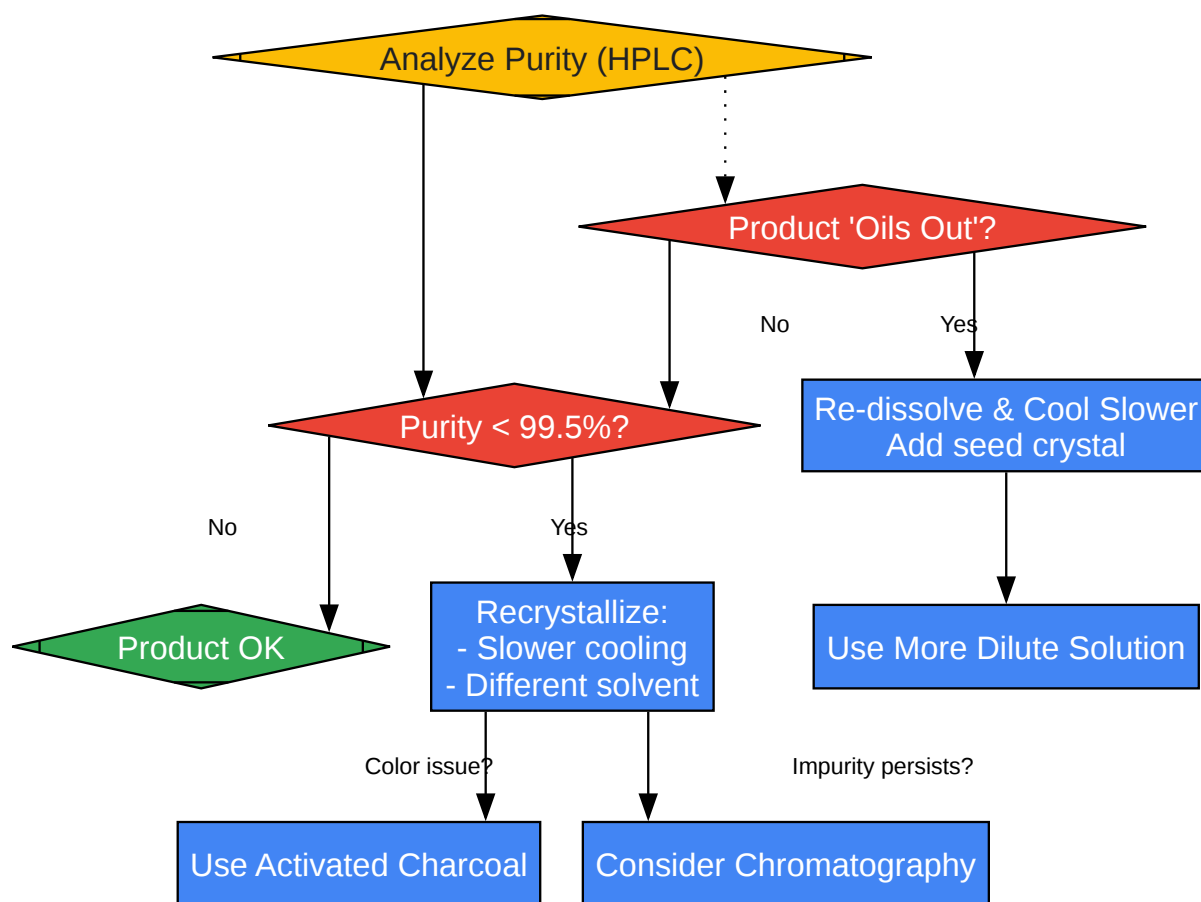 Analyze Purity (HPLC)
Product 'Oils Out'?
No
Yes
Purity < 99.5%?
Re-dissolve & Cool Slower
Add seed crystal
No
Yes
Product OK
Recrystallize:
- Slower cooling
- Different solvent
Use More Dilute Solution
Color issue?
Impurity persists?
Use Activated Charcoal
Consider Chromatography